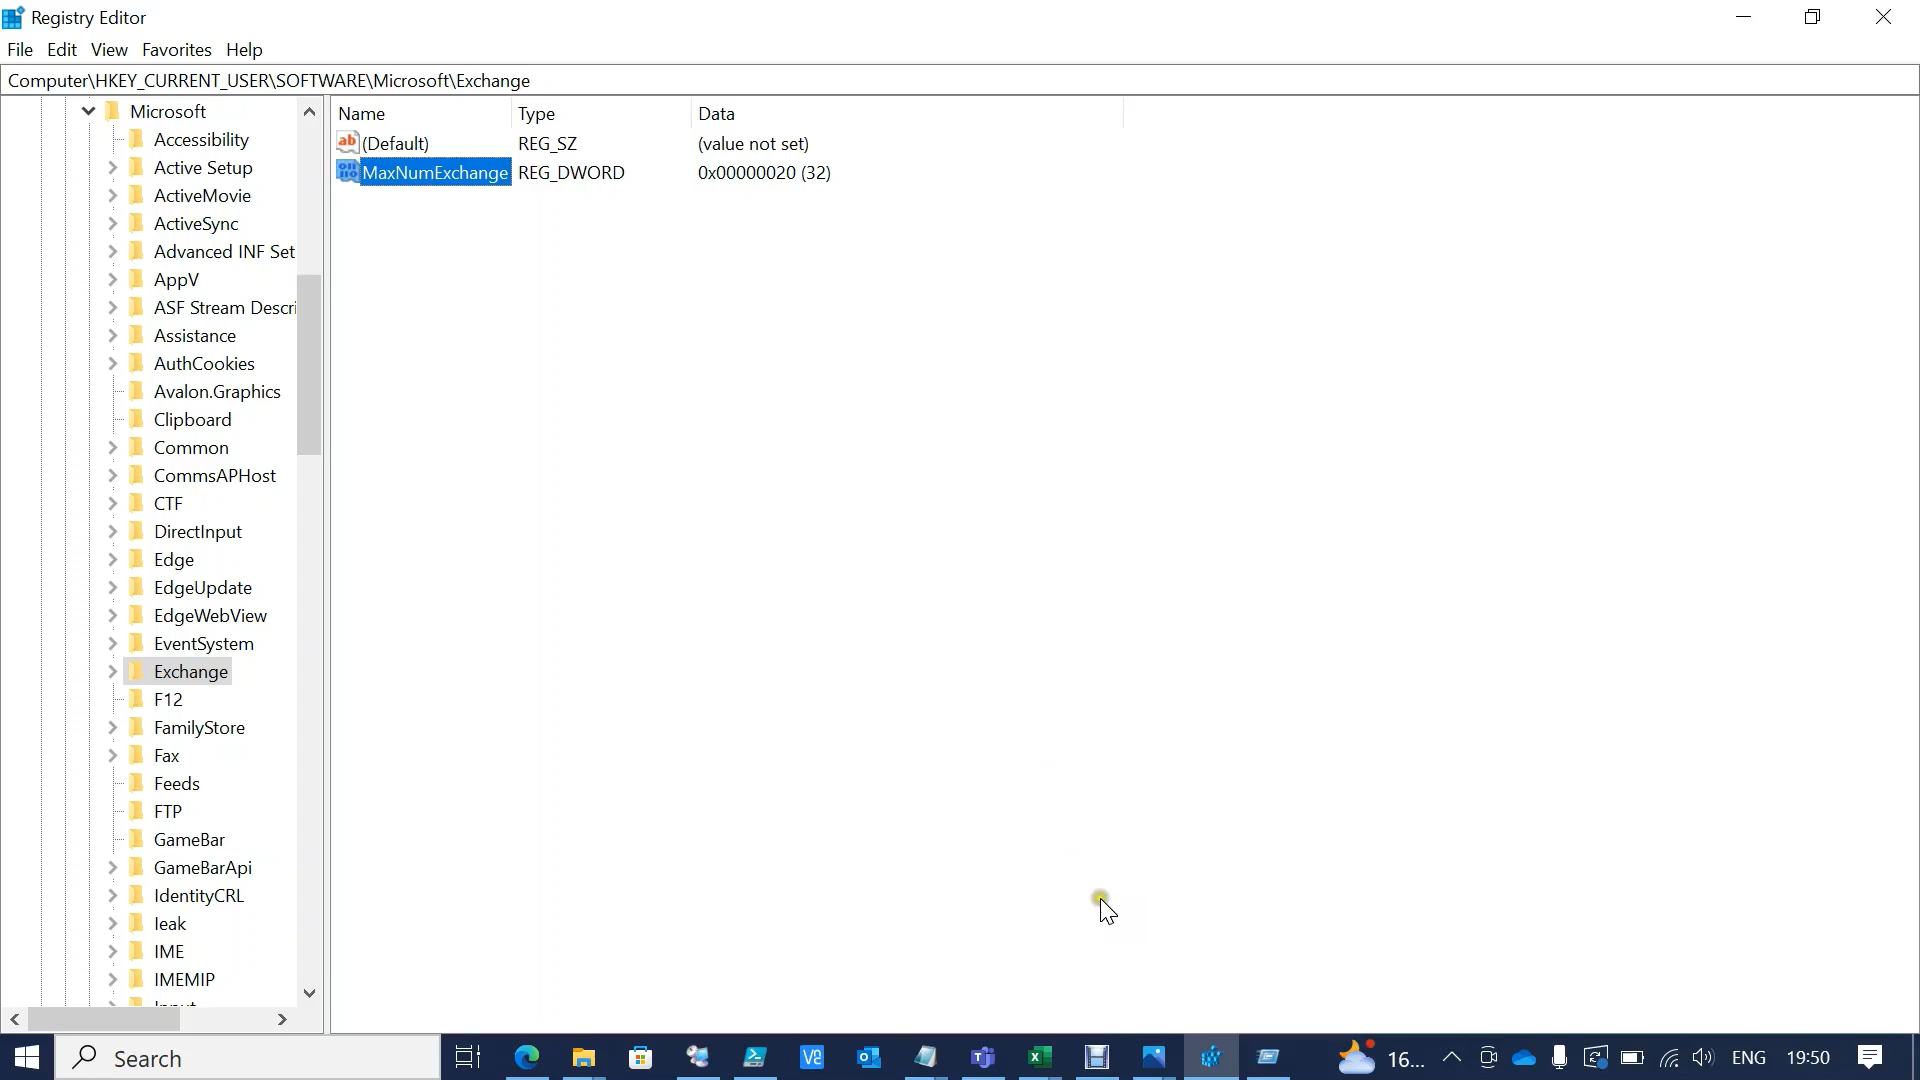 Registry Editor
File Edit View Favorites Help
Computer\HKEY_CURRENT_USER\SOFTWARE\Microsoft\Exchange
Microsoft
Accessibility
Active Setup
ActiveMovie
ActiveSync
Advanced INF Set
AppV
ASF Stream Descri
Assistance
AuthCookies
Avalon.Graphics
Clipboard
Common
CommsAPHost
CTF
DirectInput
Edge
EdgeUpdate
EdgeWebView
EventSystem
Exchange
F12
FamilyStore
Fax
Feeds
FTP
GameBar
GameBarApi
IdentityCRL
Ieak
IME
IMEMIP
Name Type Data
(Default) REG_SZ (value not set)
MaxNumExchange REG_DWORD 0x00000020 (32)
Search
16... ENG 19:50